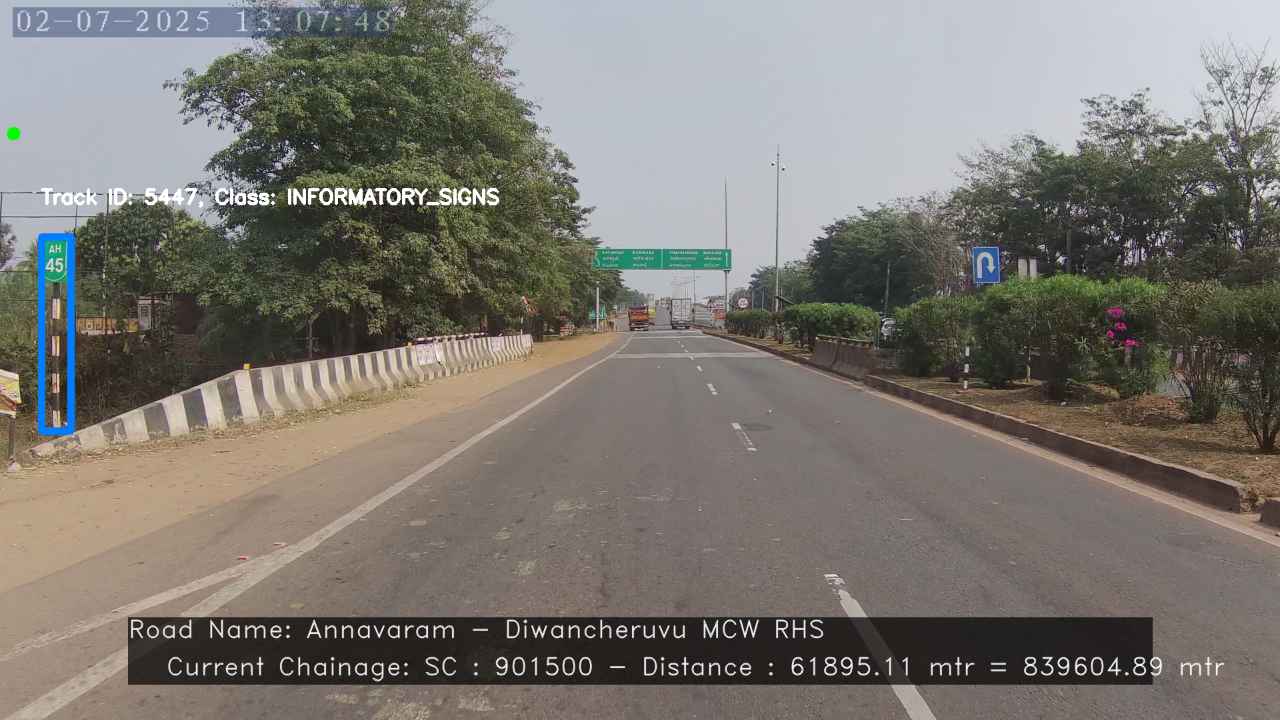 02-07-2025 13:07:48
Track ID: 5447, Class: INFORMATORY_SIGNS
AH
45
Road Name: Annavaram - Diwancheruvu MCW RHS
Current Chainage: SC : 901500 - Distance : 61895.11 mtr = 839604.89 mtr